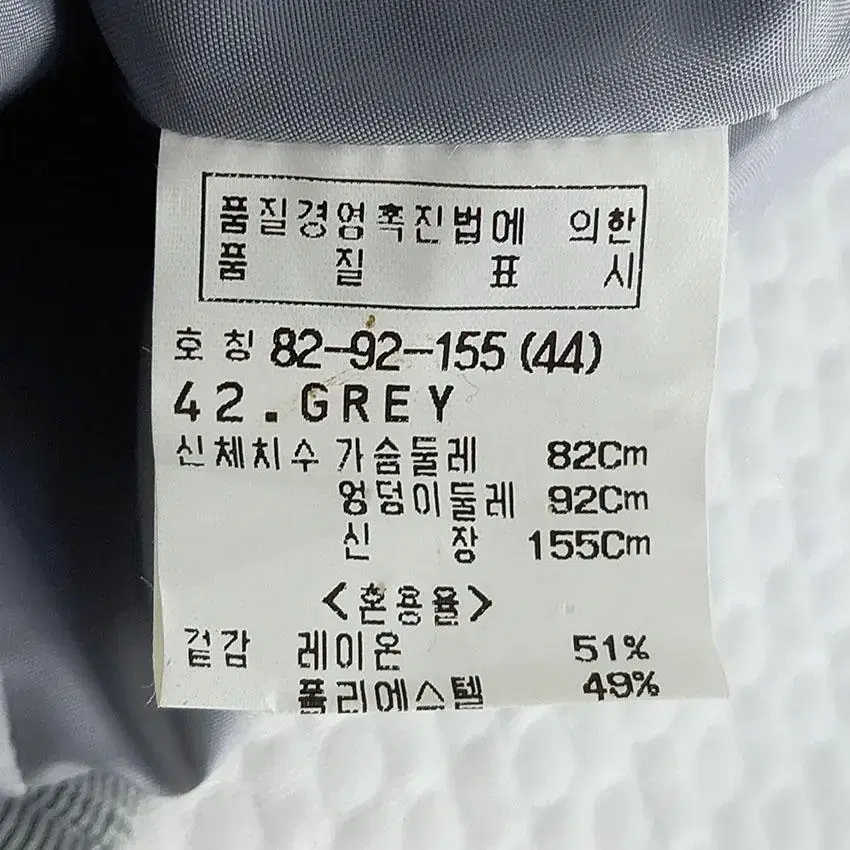 품질경영촉진법에 의한
품 질 표 시
호 칭 82-92-155 (44)
42.GREY
신체치수 가슴둘레 82Cm
엉덩이둘레 92Cm
신 장 155Cm
<혼용율>
겉감 레이온 51%
폴리에스텔 49%